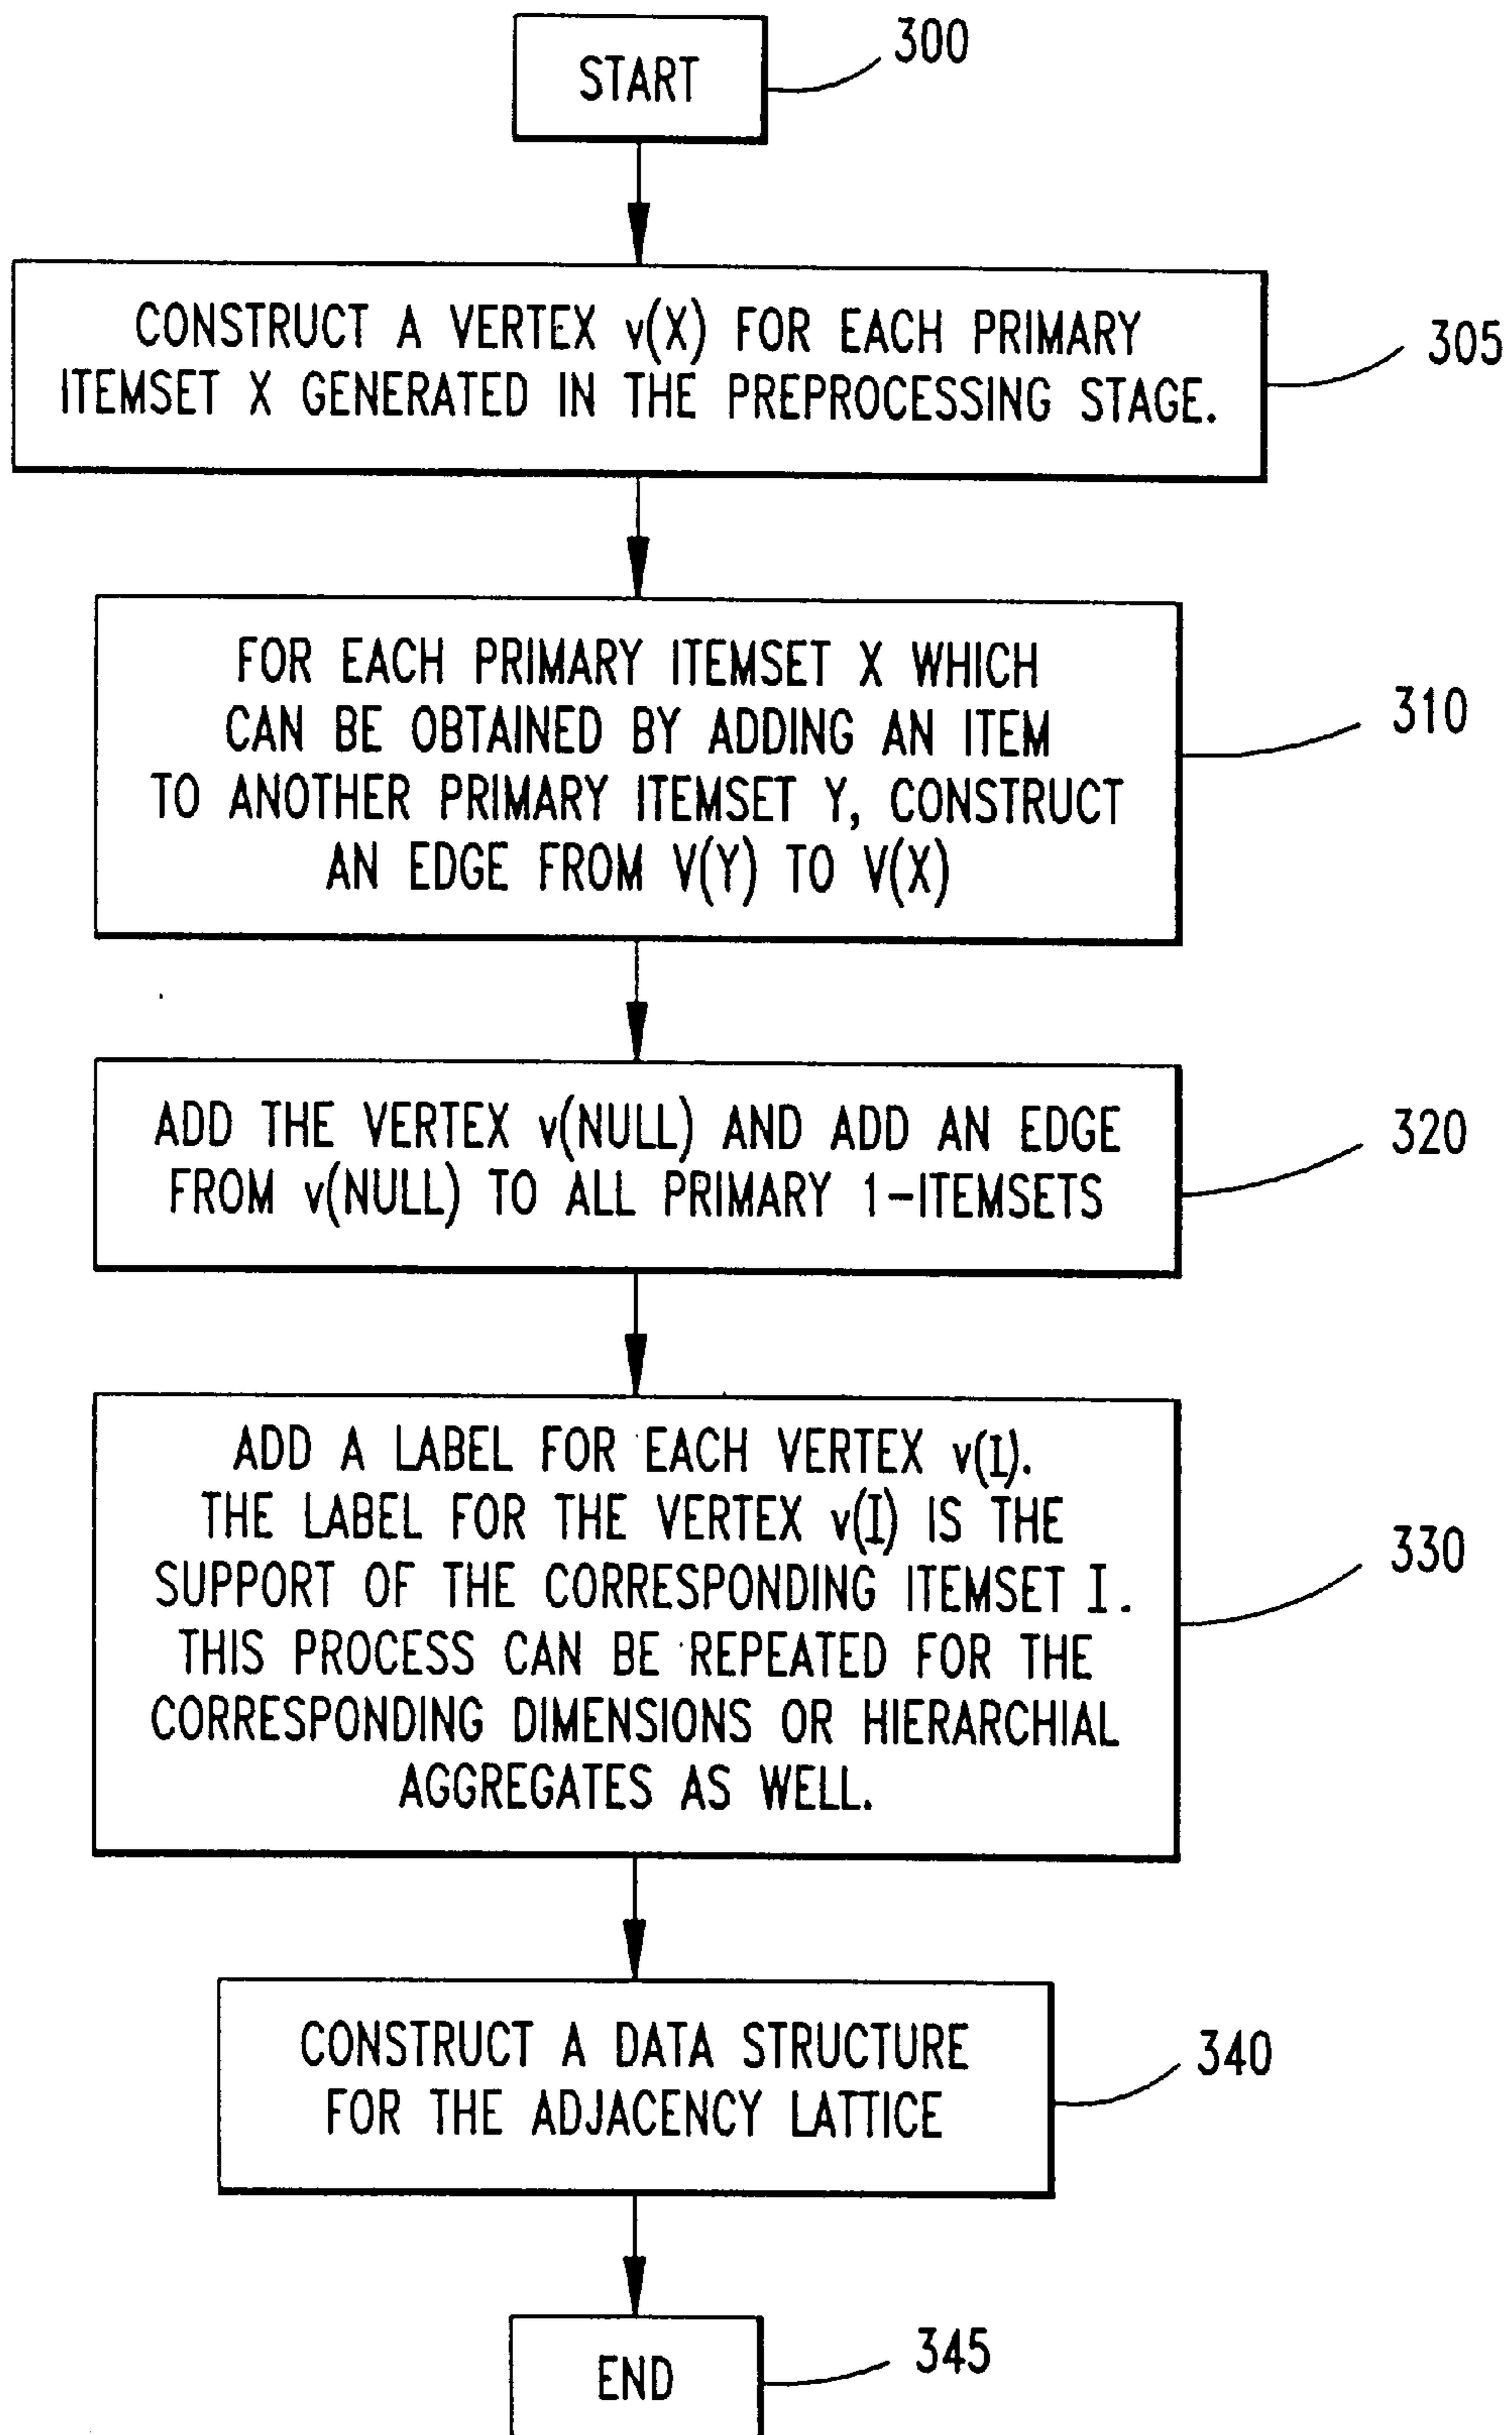 START
300
CONSTRUCT A VERTEX v(X) FOR EACH PRIMARY
ITEMSET X GENERATED IN THE PREPROCESSING STAGE.
305
FOR EACH PRIMARY ITEMSET X WHICH
CAN BE OBTAINED BY ADDING AN ITEM
TO ANOTHER PRIMARY ITEMSET Y, CONSTRUCT
AN EDGE FROM V(Y) TO V(X)
310
ADD THE VERTEX v(NULL) AND ADD AN EDGE
FROM v(NULL) TO ALL PRIMARY 1-ITEMSETS
320
ADD A LABEL FOR EACH VERTEX v(I).
THE LABEL FOR THE VERTEX v(I) IS THE
SUPPORT OF THE CORRESPONDING ITEMSET I.
THIS PROCESS CAN BE REPEATED FOR THE
CORRESPONDING DIMENSIONS OR HIERARCHIAL
AGGREGATES AS WELL.
330
CONSTRUCT A DATA STRUCTURE
FOR THE ADJACENCY LATTICE
340
END
345